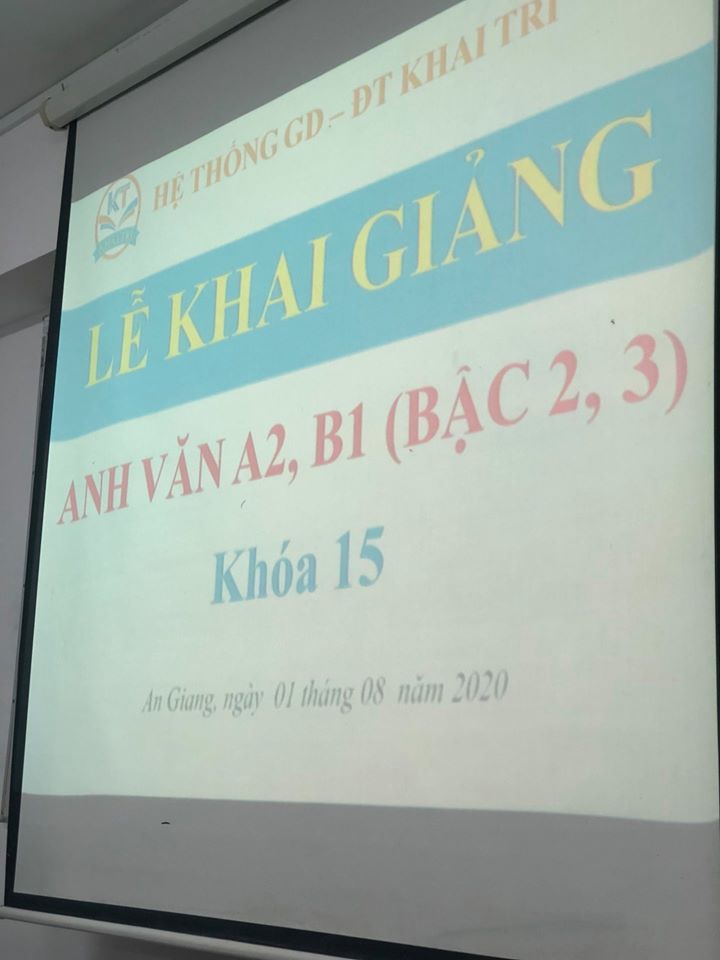 HỆ THỐNG GD – ĐT KHAI TRÍ
KT
LỄ KHAI GIẢNG
ANH VĂN A2, B1 (BẬC 2, 3)
Khóa 15
An Giang, ngày 01 tháng 08 năm 2020